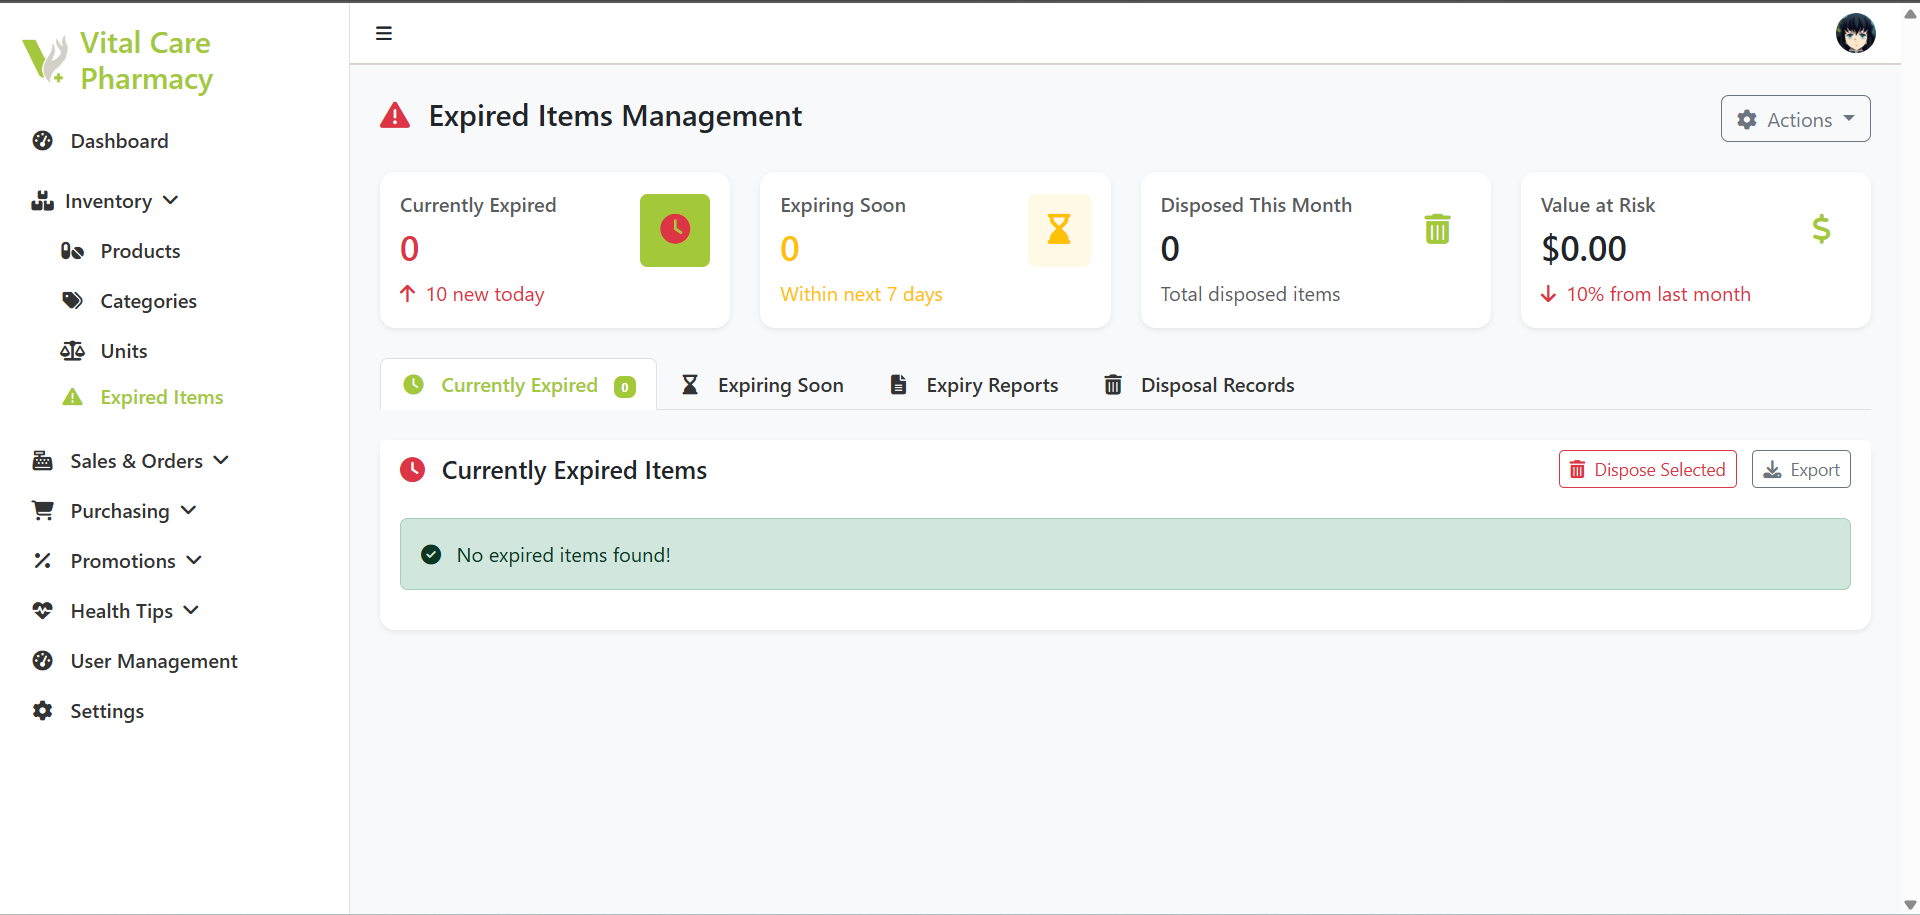 Vital Care
Pharmacy
Dashboard
Inventory
Products
Categories
Units
Expired Items
Sales & Orders
Purchasing
Promotions
Health Tips
User Management
Settings
Expired Items Management
Actions
Currently Expired
0
10 new today
Expiring Soon
0
Within next 7 days
Disposed This Month
0
Total disposed items
Value at Risk
$0.00
10% from last month
Currently Expired 0
Expiring Soon
Expiry Reports
Disposal Records
Currently Expired Items
Dispose Selected
Export
No expired items found!